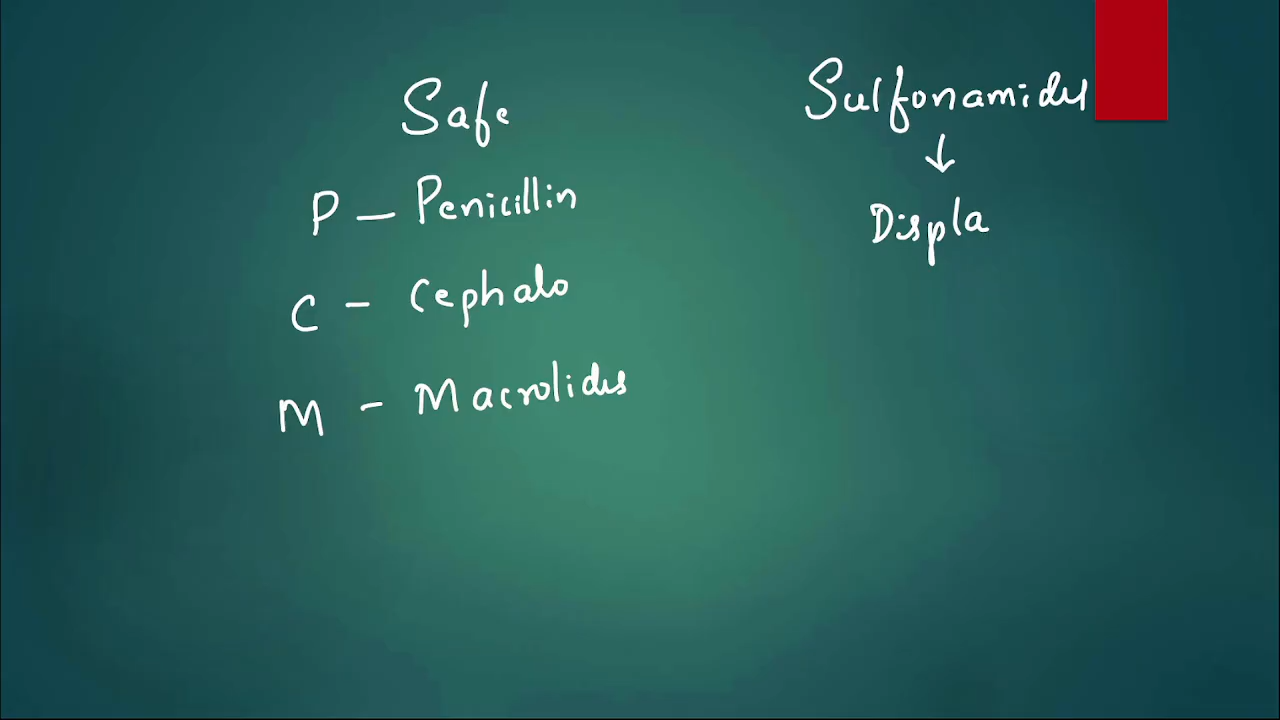 Safe
P - Penicillin
C - Cephalo
M - Macrolides
Sulfonamides
↓
Displa